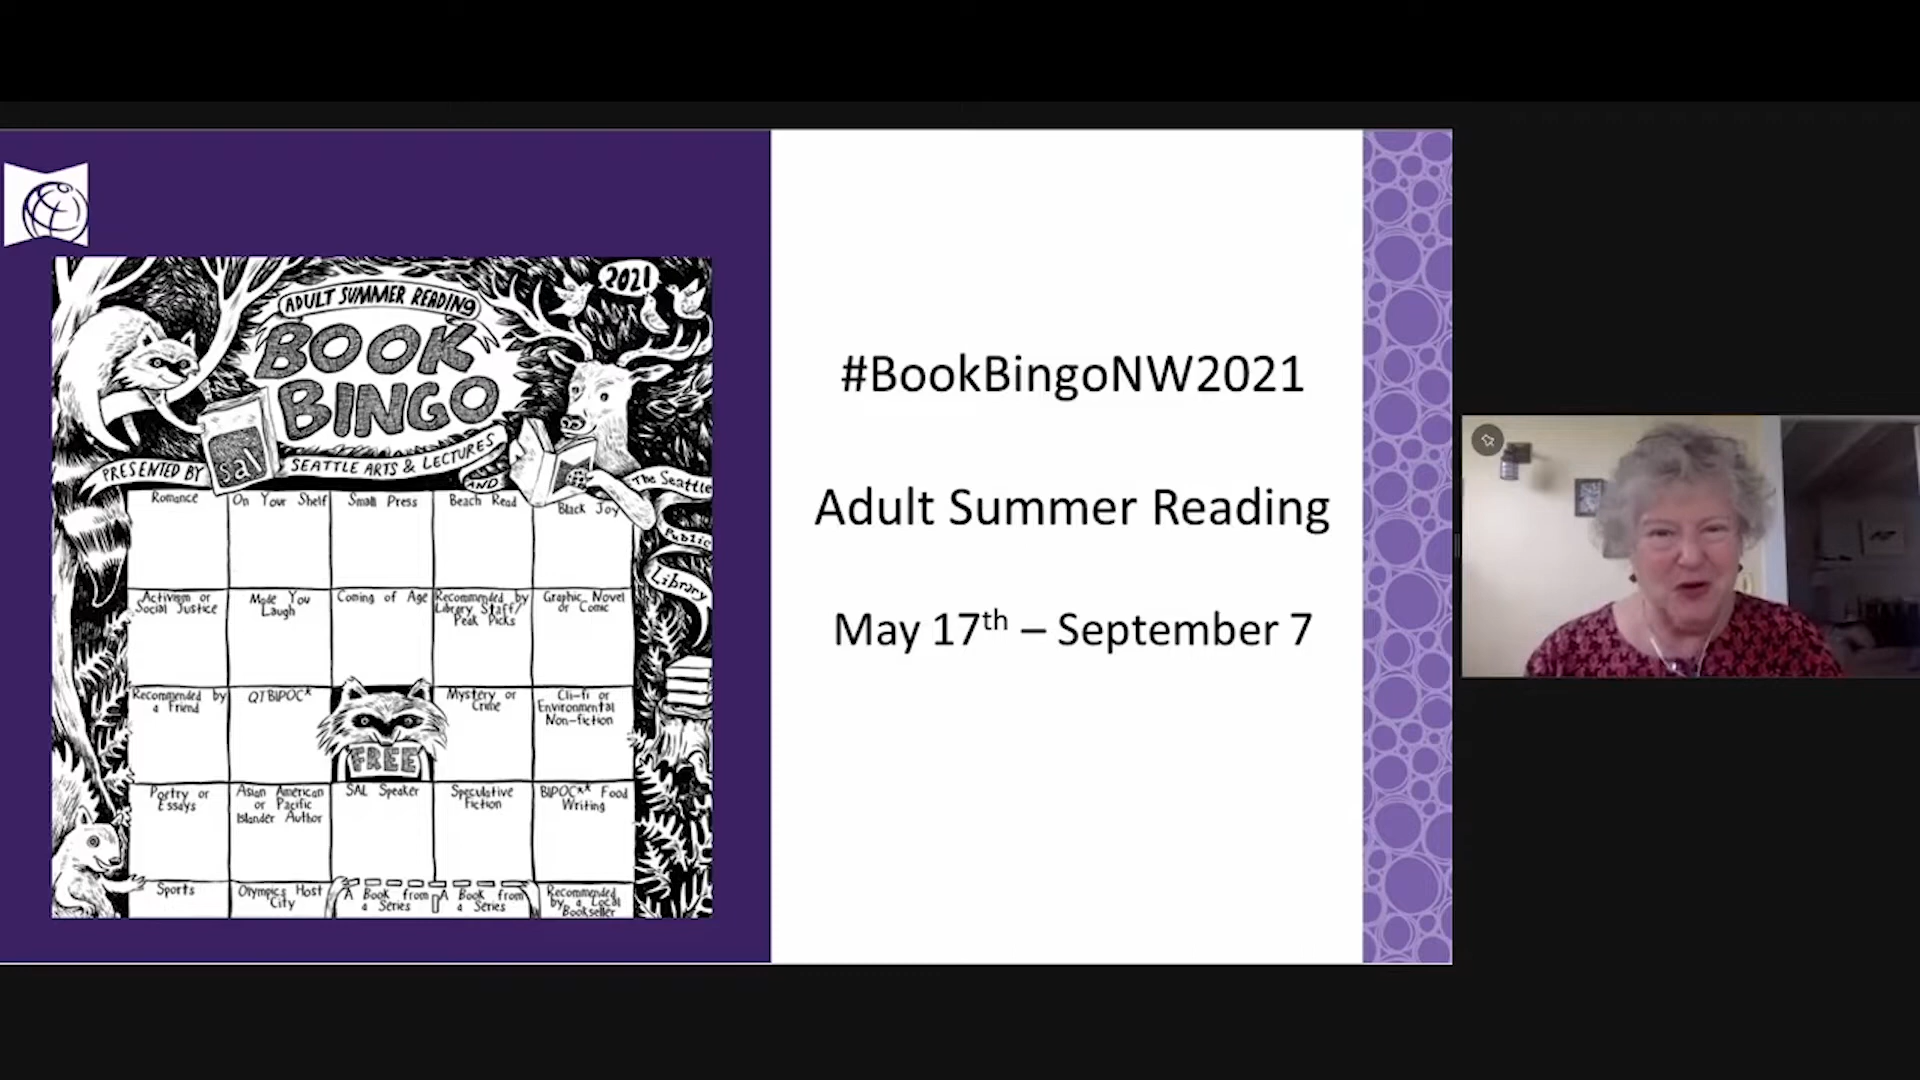 2021
ADULT SUMMER READING
BOOK
BINGO
PRESENTED BY
sal
SEATTLE ARTS & LECTURES
AND
The Seattle
Public
Library
Romance
On Your Shelf
Small Press
Beach Read
Black Joy
Activism or
Social Justice
Made You
Laugh
Coming of Age
Recommended by
Library Staff/
Peak Picks
Graphic Novel
or Comic
Recommended by
a Friend
QTBIPOC*
FREE
Mystery or
Crime
Cli-fi or
Environmental
Non-fiction
Poetry or
Essays
Asian American
or Pacific
Islander Author
SAL Speaker
Speculative
Fiction
BIPOC** Food
Writing
Sports
Olympics Host
City
A Book from
a Series
A Book from
a Series
Recommended
by a Local
Bookseller
#BookBingoNW2021
Adult Summer Reading
May 17th – September 7